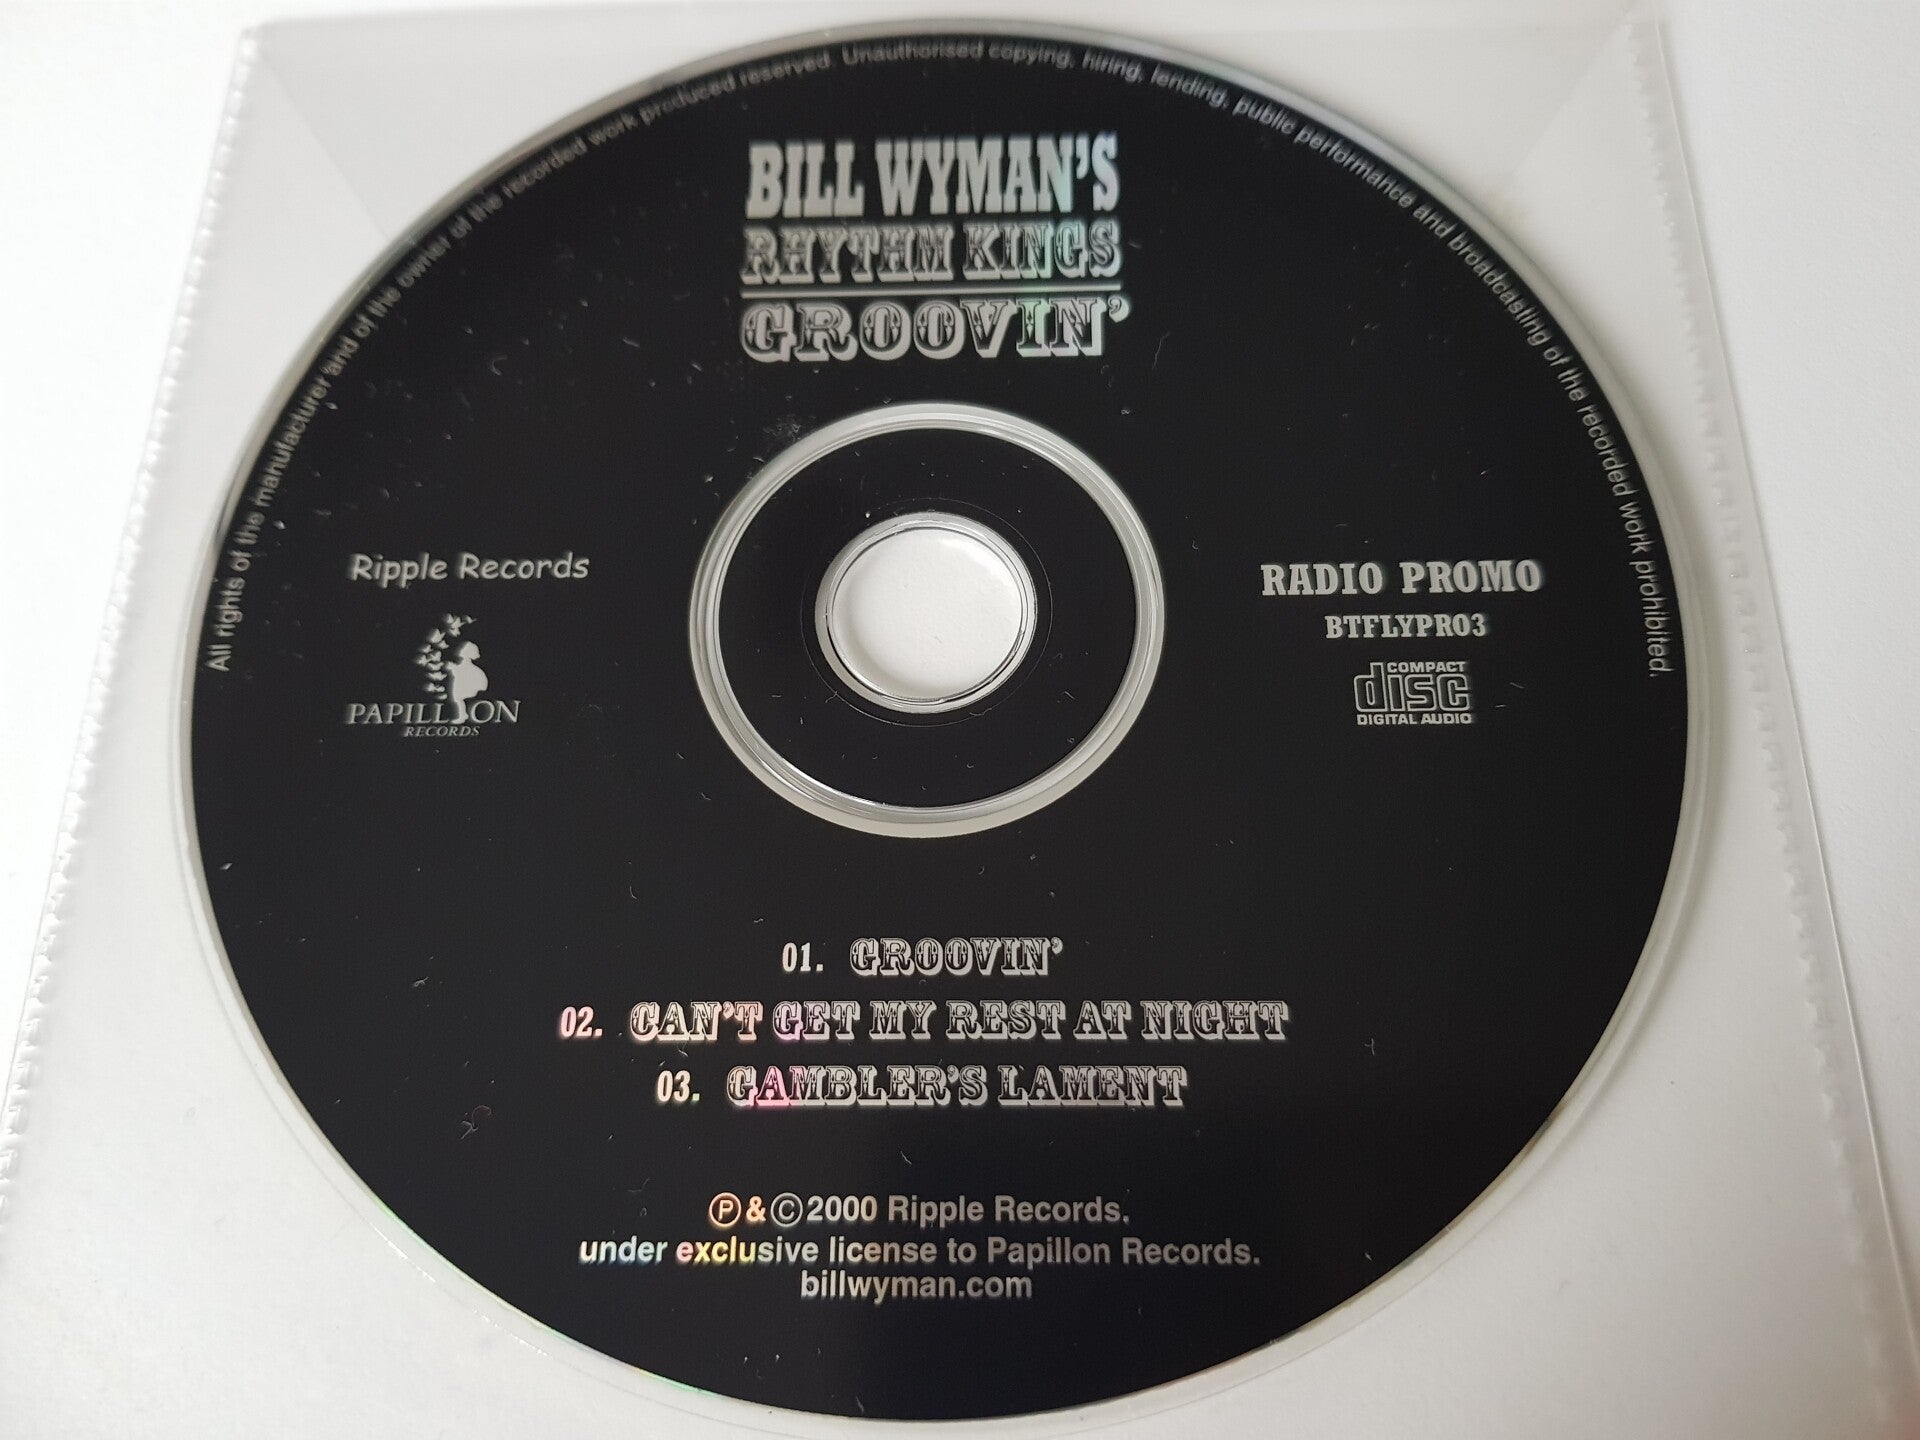 All rights of the manufacturer and of the owner of the recorded work produced reserved. Unauthorised copying, hiring, lending, public performance and broadcasting of the recorded work prohibited.
BILL WYMAN'S
RHYTHM KINGS
GROOVIN'
Ripple Records
PAPILLON
RECORDS
RADIO PROMO
BTFLYPR03
COMPACT
disc
DIGITAL AUDIO
01. GROOVIN'
02. CAN'T GET MY REST AT NIGHT
03. GAMBLER'S LAMENT
Ⓟ&©2000 Ripple Records.
under exclusive license to Papillon Records.
billwyman.com